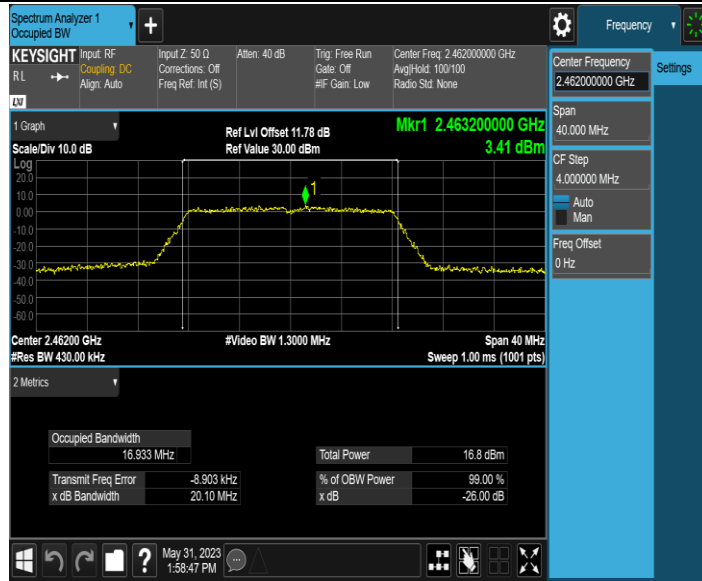 Spectrum Analyzer 1
Occupied BW
+
Frequency
KEYSIGHT
RL
Align: Auto
Input: RF
Coupling: DC
Input Z: 50 Ω
Corrections: Off
Freq Ref: Int (S)
Atten: 40 dB
Trig: Free Run
Gate: Off
#IF Gain: Low
Center Freq: 2.462000000 GHz
Avg|Hold: 100/100
Radio Std: None
LXI
Center Frequency
2.462000000 GHz
Settings
Span
40.000 MHz
CF Step
4.000000 MHz
Auto
Man
Freq Offset
0 Hz
1 Graph
Scale/Div 10.0 dB
Ref Lvl Offset 11.78 dB
Ref Value 30.00 dBm
Mkr1 2.463200000 GHz
3.41 dBm
Log
20.0
10.0
0.00
-10.0
-20.0
-30.0
-40.0
-50.0
-60.0
1
Center 2.46200 GHz
#Res BW 430.00 kHz
#Video BW 1.3000 MHz
Span 40 MHz
Sweep 1.00 ms (1001 pts)
2 Metrics
Occupied Bandwidth
16.933 MHz
Total Power 16.8 dBm
Transmit Freq Error -8.903 kHz
% of OBW Power 99.00 %
x dB Bandwidth 20.10 MHz
x dB -26.00 dB
?
May 31, 2023
1:58:47 PM